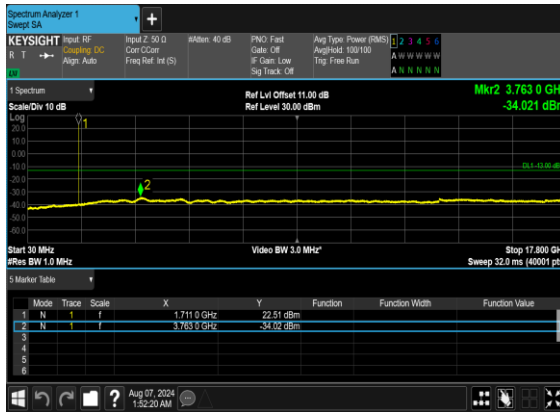 Spectrum Analyzer 1
Swept SA
+
KEYSIGHT Input: RF Input Z: 50 Ω #Atten: 40 dB PNO: Fast Avg Type: Power (RMS) 1 2 3 4 5 6
R T Coupling: DC Corr CCorr Gate: Off Avg|Hold: 100/100 A W W W W W
Align: Auto Freq Ref: Int (S) IF Gain: Low Trig: Free Run
LXI Sig Track: Off A N N N N N
1 Spectrum Ref Lvl Offset 11.00 dB Mkr2 3.763 0 GH
Scale/Div 10 dB Ref Level 30.00 dBm -34.021 dB
Log
20.0
10.0
0.00
-10.0
-20.0
-30.0
-40.0
-50.0
-60.0
1
2
DL1 -13.00 dB
Start 30 MHz Video BW 3.0 MHz* Stop 17.800 GH
#Res BW 1.0 MHz Sweep 32.0 ms (40001 pt
5 Marker Table
Mode Trace Scale X Y Function Function Width Function Value
1 N 1 f 1.711 0 GHz 22.51 dBm
2 N 1 f 3.763 0 GHz -34.02 dBm
3
4
5
6
? Aug 07, 2024
1:52:20 AM